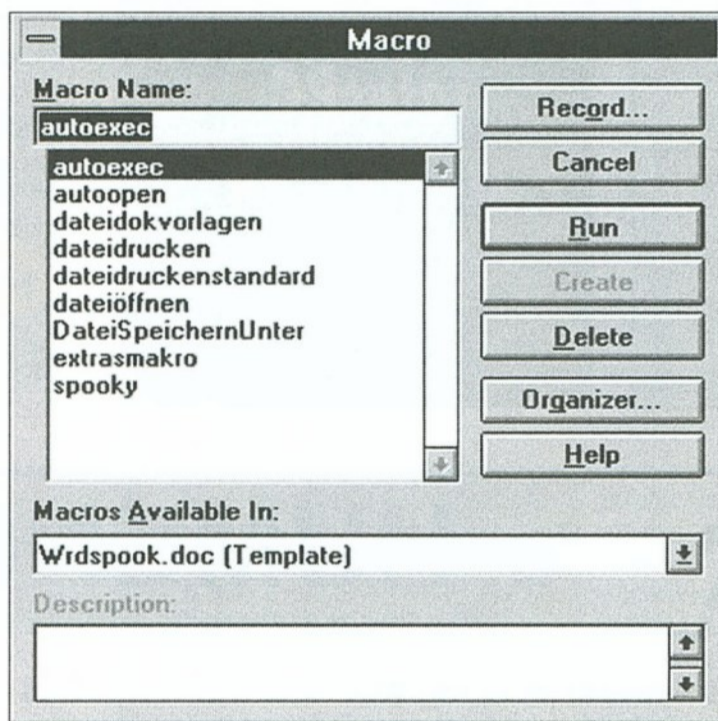 Macro
Macro Name:
autoexec
autoexec
autoopen
dateidokvorlagen
dateidrucken
dateidruckenstandard
dateiöffnen
DateiSpeichernUnter
extrasmakro
spooky
Record...
Cancel
Run
Create
Delete
Organizer...
Help
Macros Available In:
Wrdspook.doc (Template)
Description: